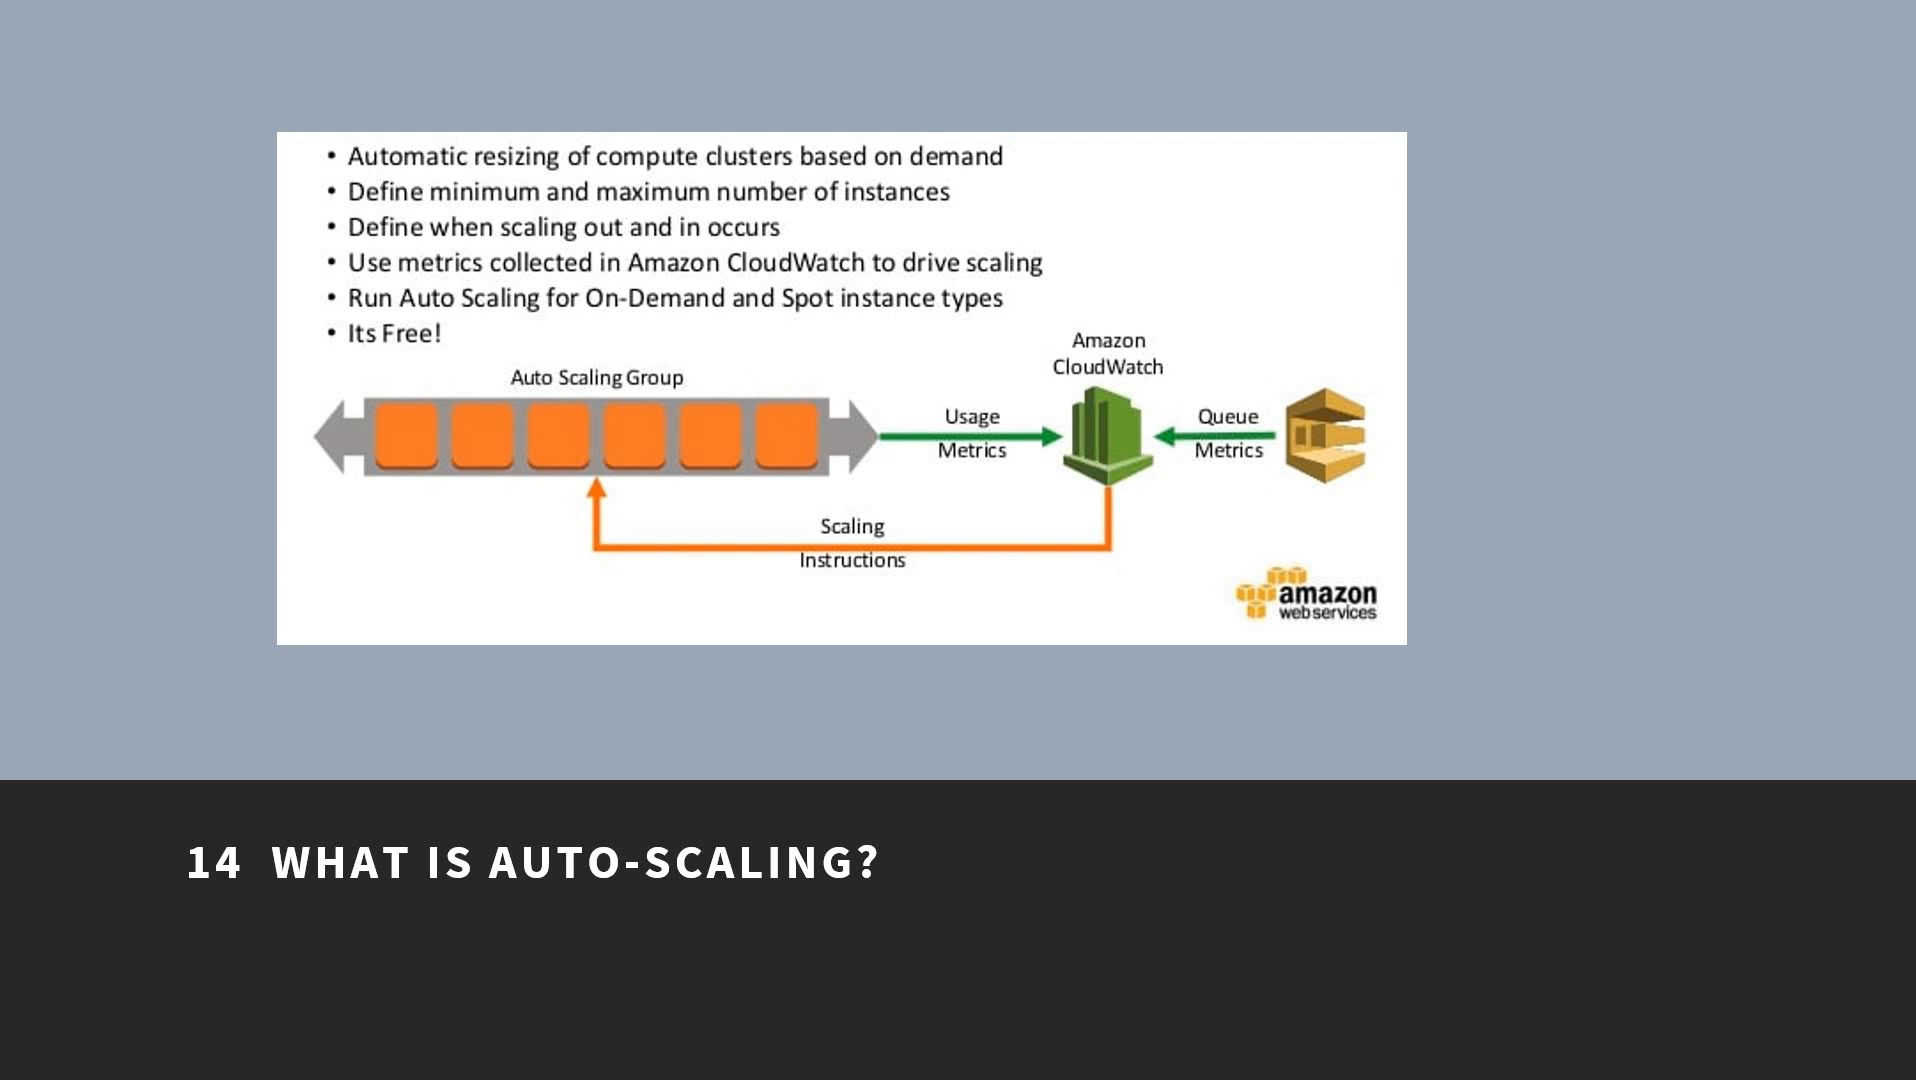 • Automatic resizing of compute clusters based on demand
• Define minimum and maximum number of instances
• Define when scaling out and in occurs
• Use metrics collected in Amazon CloudWatch to drive scaling
• Run Auto Scaling for On-Demand and Spot instance types
• Its Free!
Amazon
CloudWatch
Auto Scaling Group
Usage
Metrics
Queue
Metrics
Scaling
Instructions
amazon
webservices
14 WHAT IS AUTO-SCALING?